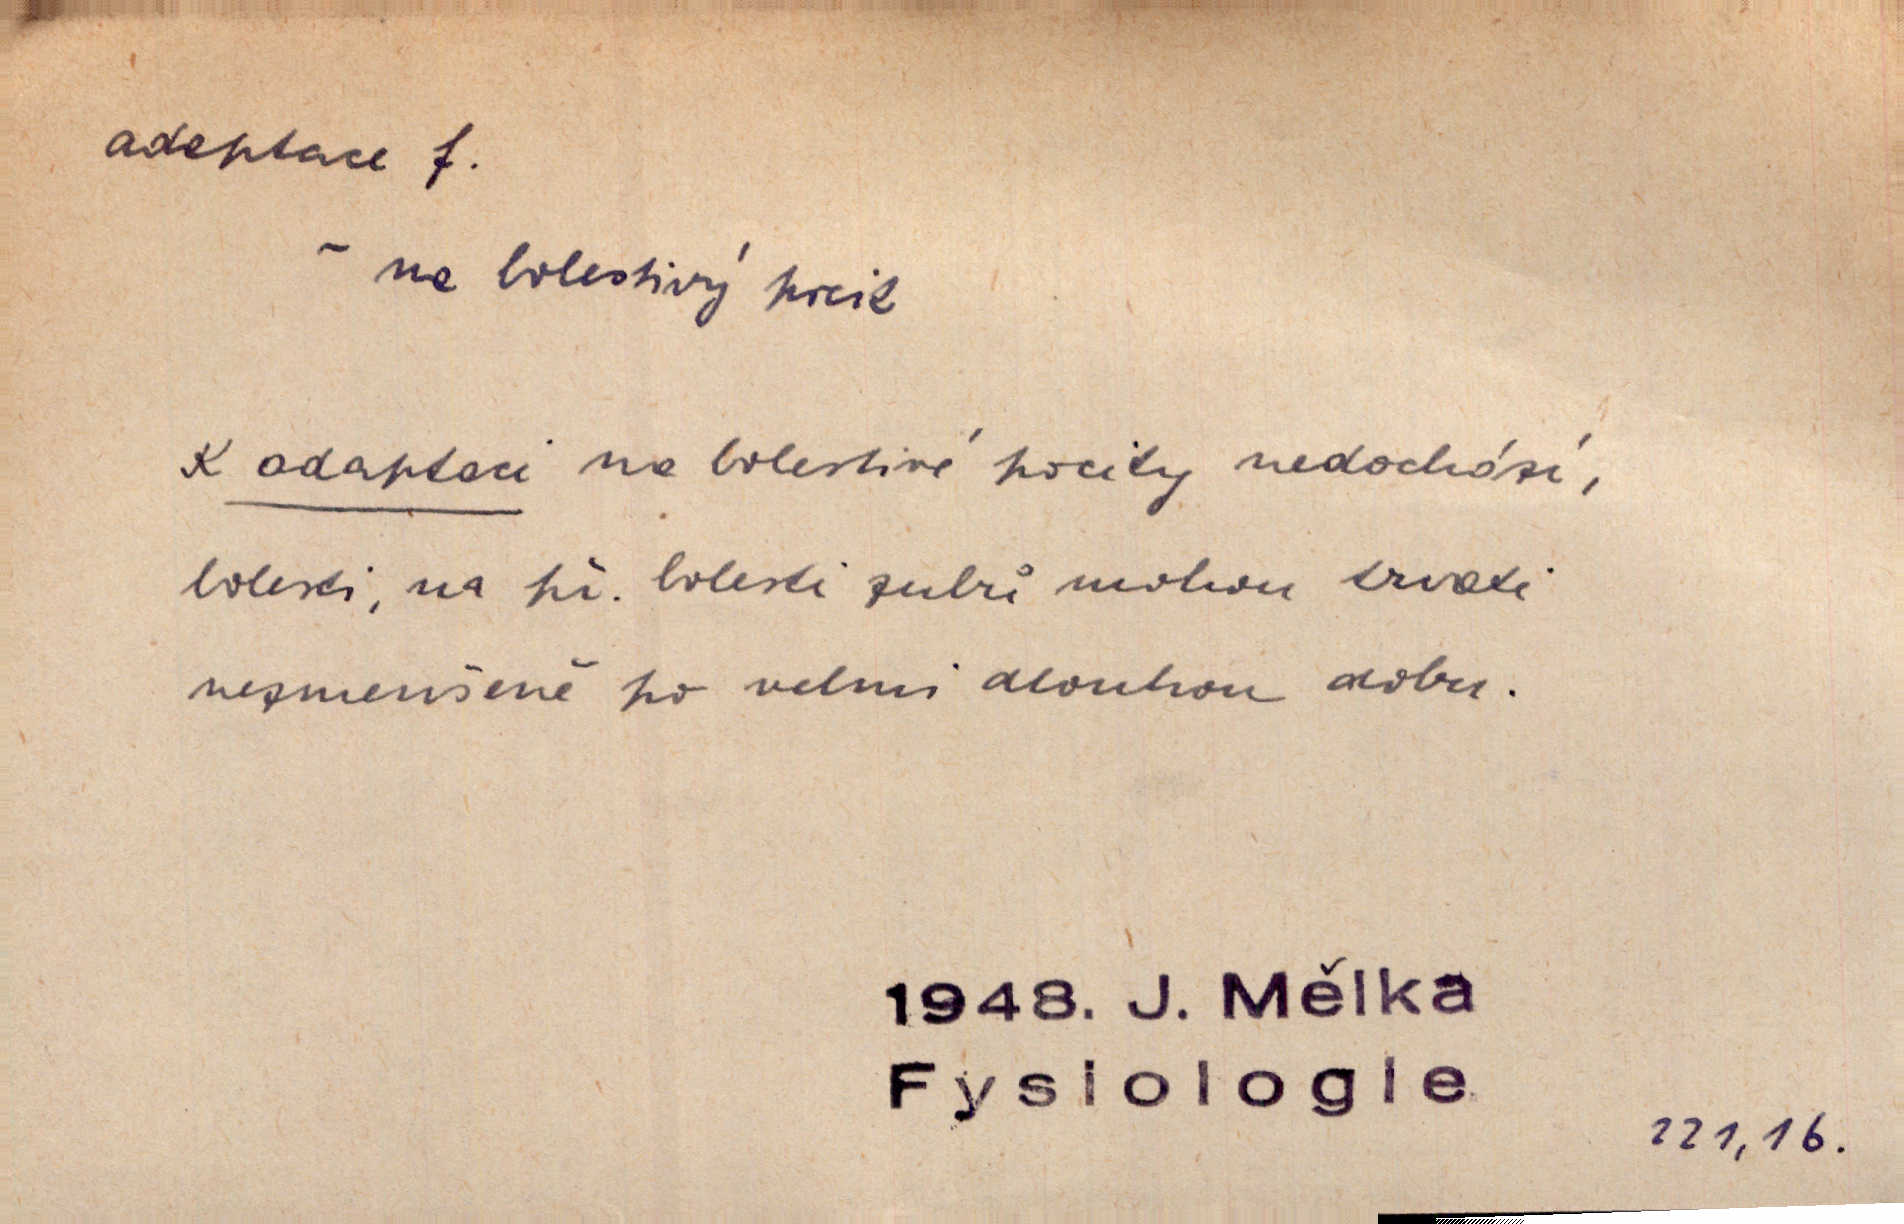 adaptace f.
– na bolestivý pocit
K adaptaci na bolestivé pocity nedochází,
bolesti, na př. bolesti zubů mohou trvati
nezmenšeně po velmi dlouhou dobu.
1948. J. Mělka
Fysiologie
221,16.